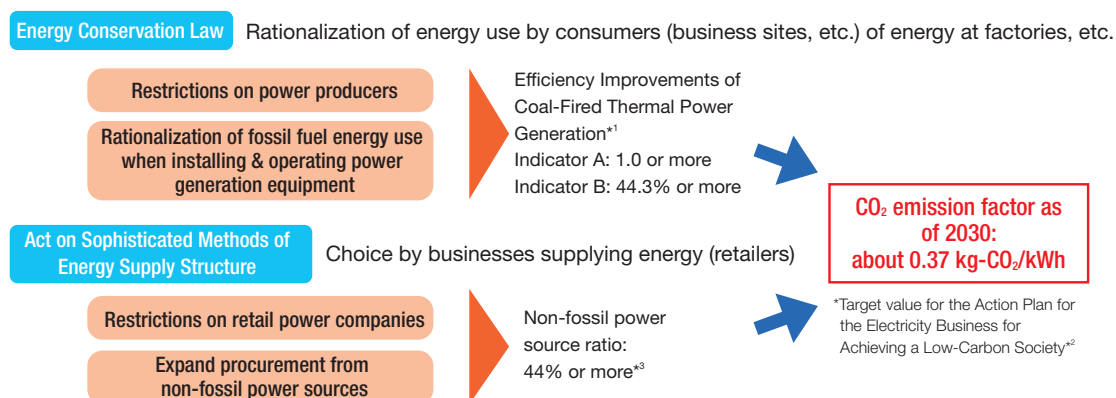 Energy Conservation Law
Rationalization of energy use by consumers (business sites, etc.) of energy at factories, etc.
Restrictions on power producers
Rationalization of fossil fuel energy use
when installing & operating power
generation equipment
Efficiency Improvements of
Coal-Fired Thermal Power
Generation*1
Indicator A: 1.0 or more
Indicator B: 44.3% or more
Act on Sophisticated Methods of
Energy Supply Structure
Choice by businesses supplying energy (retailers)
Restrictions on retail power companies
Expand procurement from
non-fossil power sources
Non-fossil power
source ratio:
44% or more*3
CO₂ emission factor as
of 2030:
about 0.37 kg-CO₂/kWh
*Target value for the Action Plan for
the Electricity Business for
Achieving a Low-Carbon Society*2